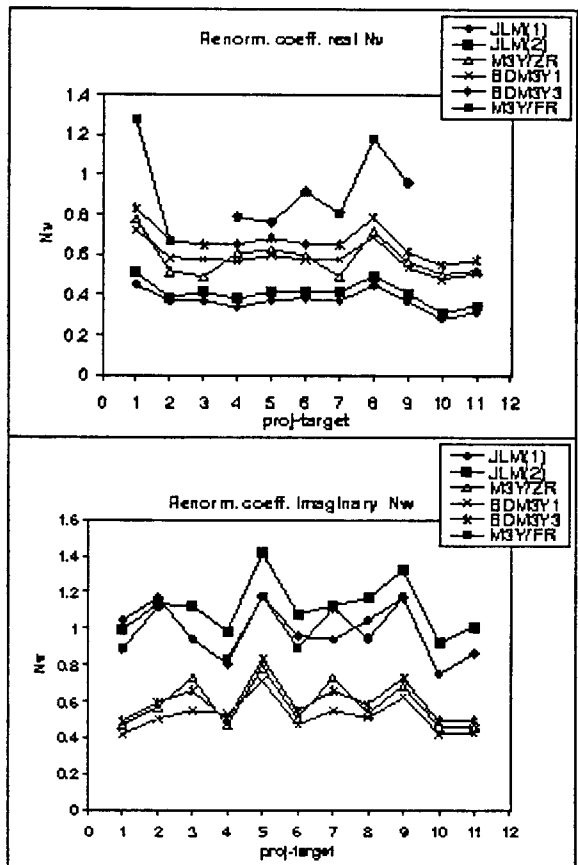 Renorm. coeff. real Nv
JLM(1)
JLM(2)
M3Y/ZR
BDM3Y1
BDM3Y3
M3Y/FR
1.4
1.2
1
0.8
0.6
0.4
0.2
0
Nv
0 1 2 3 4 5 6 7 8 9 10 11 12
proj-target
JLM(1)
JLM(2)
M3Y/ZR
BDM3Y1
BDM3Y3
M3Y/FR
Renorm.coeff. Imaginary Nw
1.6
1.4
1.2
1
0.8
0.6
0.4
0.2
0
Nw
0 1 2 3 4 5 6 7 8 9 10 11 12
proj-target